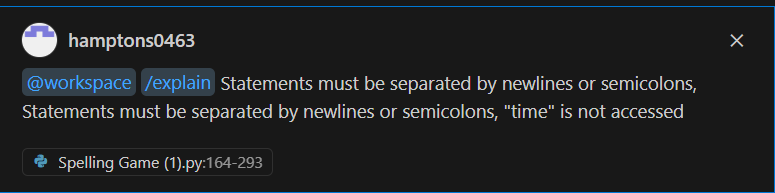 hamptons0463
@workspace /explain Statements must be separated by newlines or semicolons,
Statements must be separated by newlines or semicolons, "time" is not accessed
Spelling Game (1).py:164-293